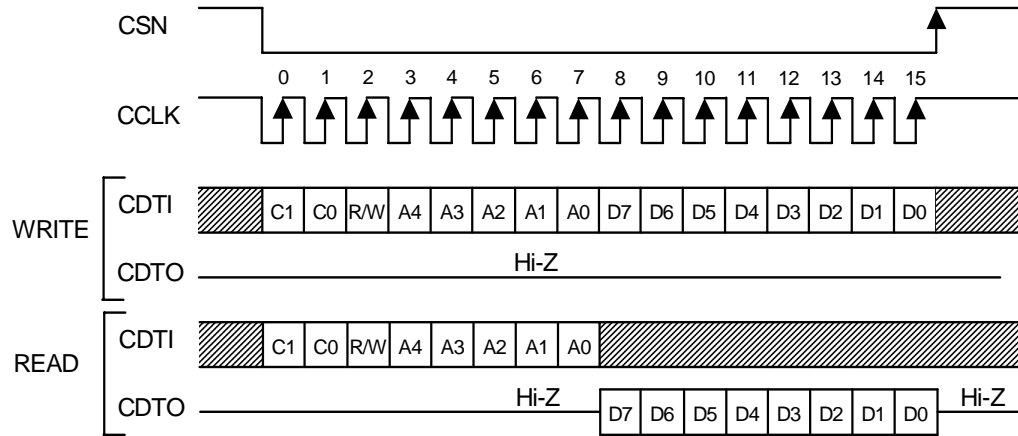 CSN
0 1 2 3 4 5 6 7 8 9 10 11 12 13 14 15
CCLK
WRITE
CDTI C1 C0 R/W A4 A3 A2 A1 A0 D7 D6 D5 D4 D3 D2 D1 D0
CDTO Hi-Z
READ
CDTI C1 C0 R/W A4 A3 A2 A1 A0
CDTO Hi-Z D7 D6 D5 D4 D3 D2 D1 D0 Hi-Z